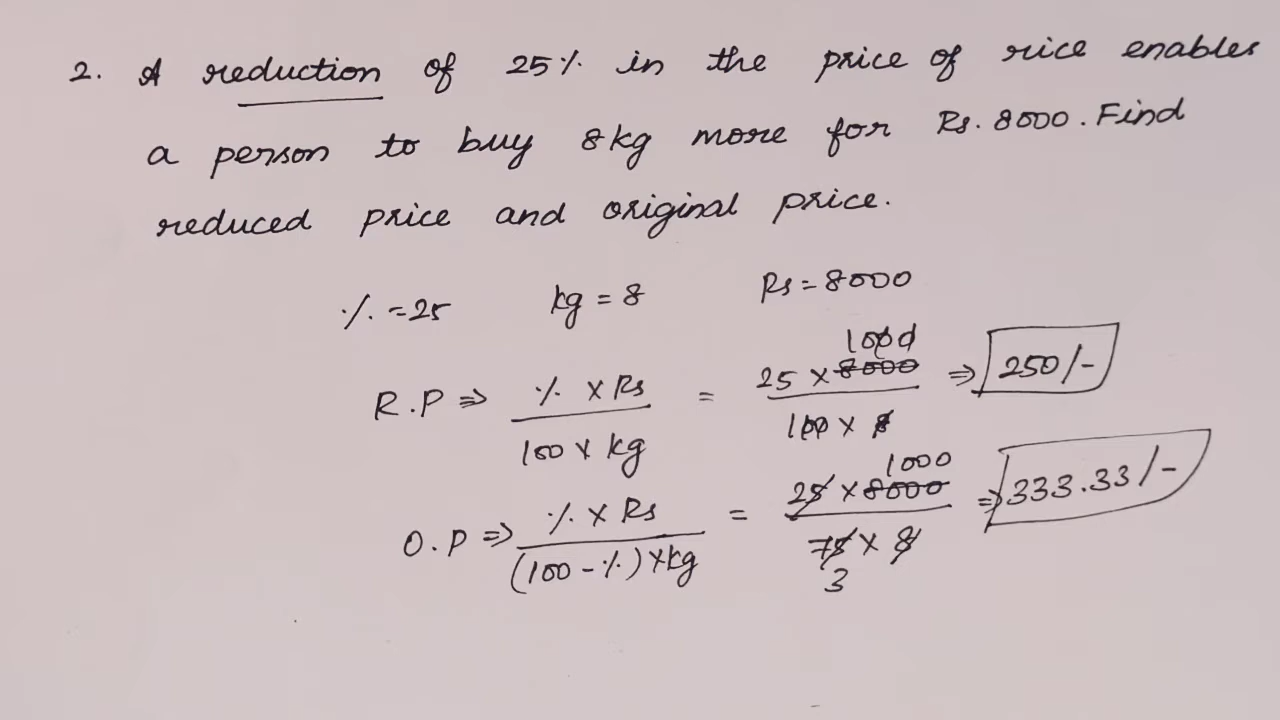 2. A reduction of 25% in the price of rice enables
a person to buy 8kg more for Rs. 8000. Find
reduced price and original price.
% = 25 kg = 8 Rs = 8000
R.P ⇒ % × Rs / 100 × kg = 25 × 8000 1000 / 100 × 8 ⇒ 250/-
O.P ⇒ % × Rs / (100 - %) × kg = 25 × 8000 1000 / 75 3 × 8 ⇒ 333.33/-